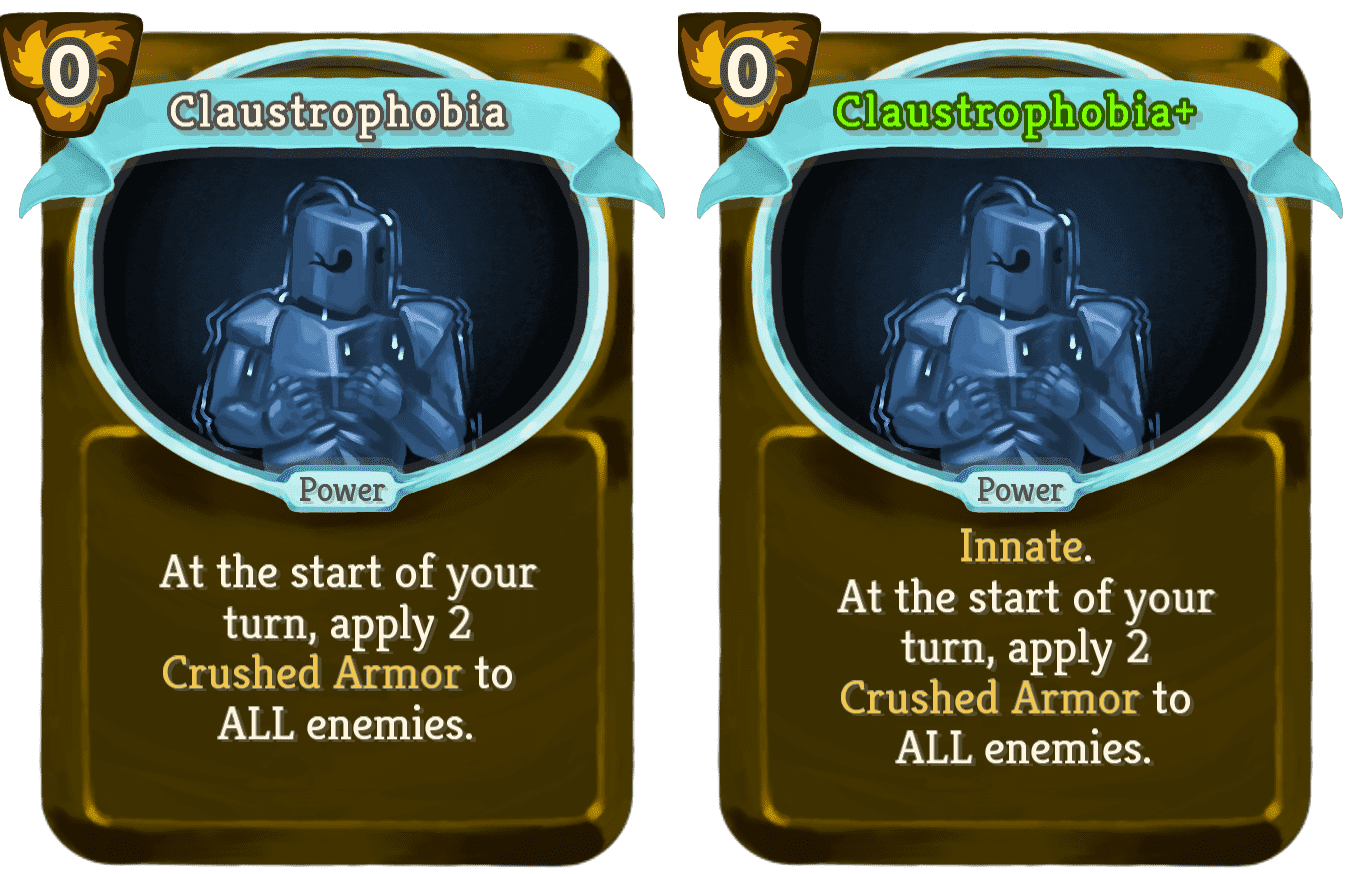 0
Claustrophobia
Power
At the start of your
turn, apply 2
Crushed Armor to
ALL enemies.
0
Claustrophobia+
Power
Innate.
At the start of your
turn, apply 2
Crushed Armor to
ALL enemies.